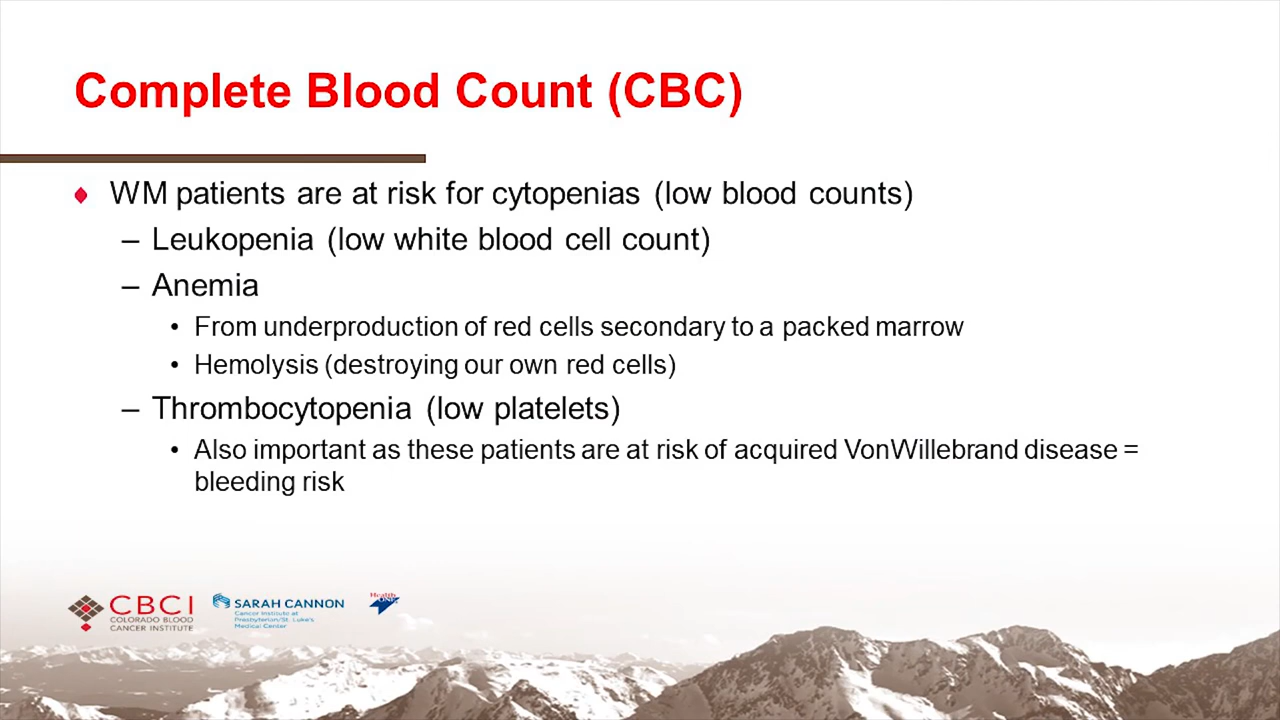 Complete Blood Count (CBC)
♦ WM patients are at risk for cytopenias (low blood counts)
– Leukopenia (low white blood cell count)
– Anemia
• From underproduction of red cells secondary to a packed marrow
• Hemolysis (destroying our own red cells)
– Thrombocytopenia (low platelets)
• Also important as these patients are at risk of acquired VonWillebrand disease =
bleeding risk
CBCI
COLORADO BLOOD
CANCER INSTITUTE
SARAH CANNON
Cancer Institute at
Presbyterian/St. Luke's
Medical Center
Health
ONE